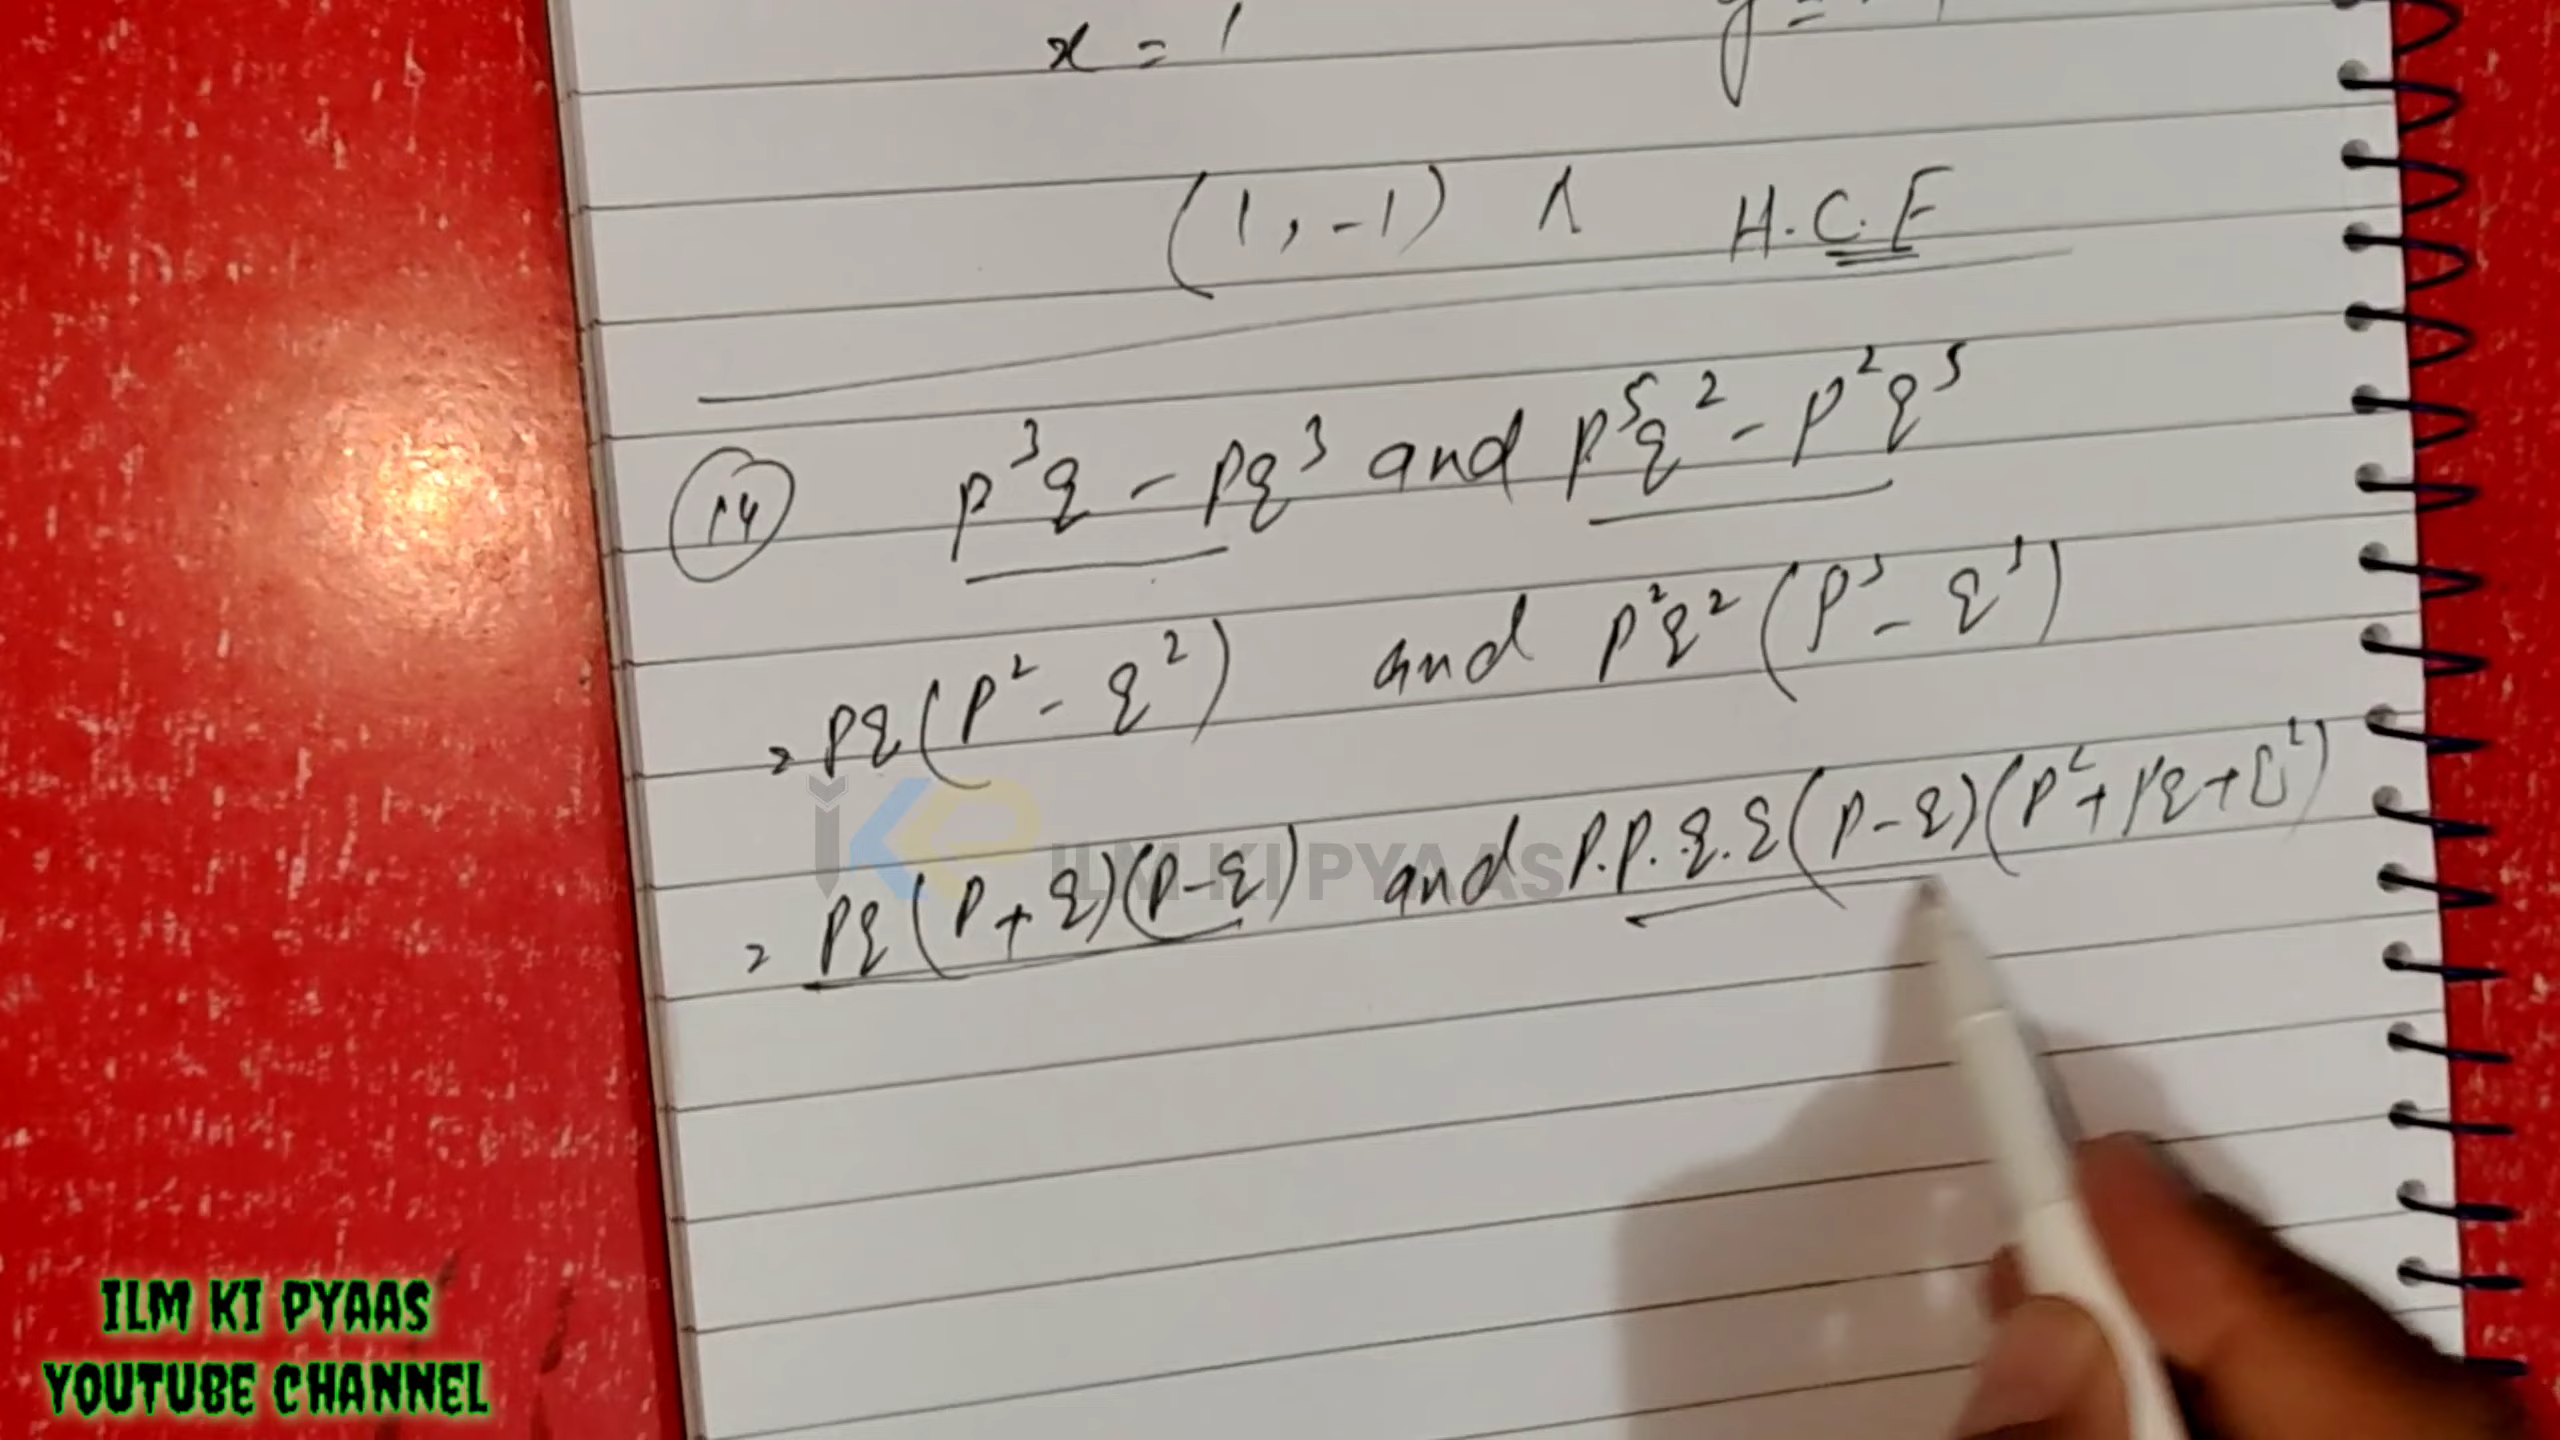 x = 1
(1, -1) ⋏ H.C.F
14 p³q - pq³ and p⁵q² - p²q⁵
= pq(p² - q²) and p²q²(p³ - q³)
= pq(p+q)(p-q) and p.p.q.q(p-q)(p²+pq+q²)
ILM KI PYAAS
ILM KI PYAAS
YOUTUBE CHANNEL